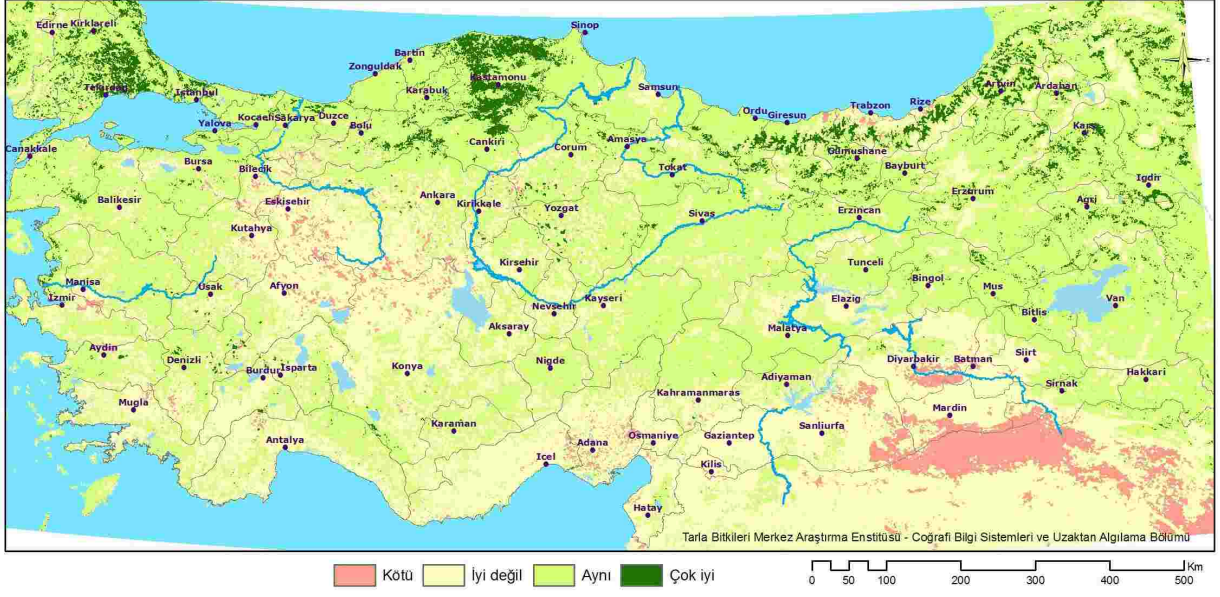 Sinop
Edirne Kirklareli
Bartin
Zonguldak
Kastamonu
Tekirdag
Istanbul
Karabuk
Samsun
Artvin
Ardahan
Yalova
Kocaeli
Sakarya
Duzce
Bolu
Ordu
Giresun
Trabzon
Rize
Kars
Canakkale
Bursa
Bilecik
Cankiri
Corum
Amasya
Tokat
Gumushane
Bayburt
Igdir
Balikesir
Eskisehir
Ankara
Kirikkale
Yozgat
Sivas
Erzincan
Erzurum
Agri
Kutahya
Kirsehir
Tunceli
Bingol
Mus
Manisa
Izmir
Usak
Afyon
Nevsehir
Kayseri
Elazig
Bitlis
Van
Aksaray
Malatya
Aydin
Denizli
Burdur
Isparta
Konya
Nigde
Diyarbakir
Batman
Siirt
Adiyaman
Sirnak
Hakkari
Mugla
Kahramanmaras
Mardin
Antalya
Karaman
Adana
Osmaniye
Gaziantep
Sanliurfa
Icel
Kilis
Hatay
Tarla Bitkileri Merkez Araştırma Enstitüsü - Coğrafi Bilgi Sistemleri ve Uzaktan Algılama Bölümü
Kötü İyi değil Aynı Çok iyi
Km
0 50 100 200 300 400 500